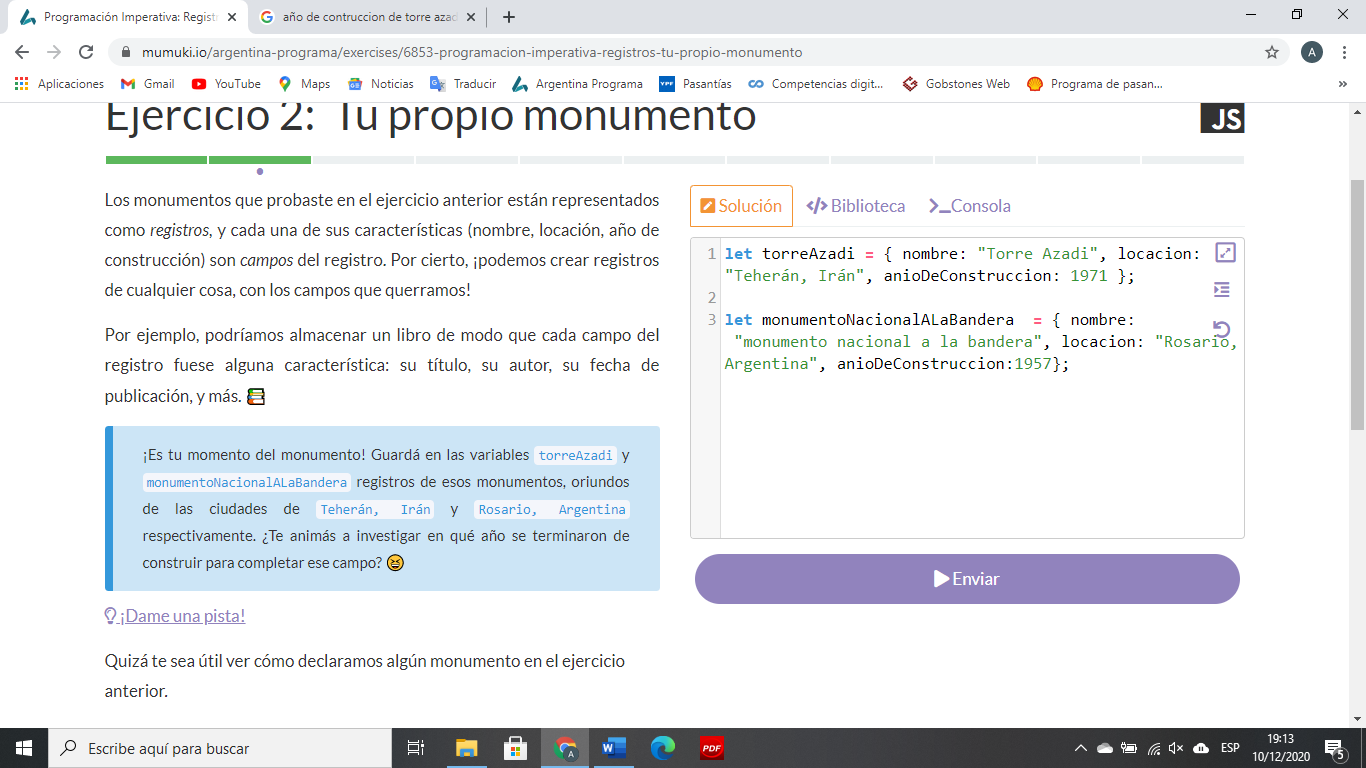 Programación Imperativa: Registr
año de contruccion de torre azad
mumuki.io/argentina-programa/exercises/6853-programacion-imperativa-registros-tu-propio-monumento
A
Aplicaciones
Gmail
YouTube
Maps
Noticias
Traducir
Argentina Programa
YPF
Pasantías
Competencias digit...
Gobstones Web
Programa de pasan...
»
Ejercicio 2: Tu propio monumento
JS
Los monumentos que probaste en el ejercicio anterior están representados
como registros, y cada una de sus características (nombre, locación, año de
construcción) son campos del registro. Por cierto, ¡podemos crear registros
de cualquier cosa, con los campos que querramos!
Por ejemplo, podríamos almacenar un libro de modo que cada campo del
registro fuese alguna característica: su título, su autor, su fecha de
publicación, y más.
¡Es tu momento del monumento! Guardá en las variables torreAzadi y
monumentoNacionalALaBandera registros de esos monumentos, oriundos
de las ciudades de Teherán, Irán y Rosario, Argentina
respectivamente. ¿Te animás a investigar en qué año se terminaron de
construir para completar ese campo?
¡Dame una pista!
Quizá te sea útil ver cómo declaramos algún monumento en el ejercicio
anterior.
Solución
Biblioteca
Consola
1 let torreAzadi = { nombre: "Torre Azadi", locacion:
"Teherán, Irán", anioDeConstruccion: 1971 };
2
3 let monumentoNacionalALaBandera = { nombre:
"monumento nacional a la bandera", locacion: "Rosario,
Argentina", anioDeConstruccion:1957};
Enviar
Escribe aquí para buscar
A
W
PDF
ESP
19:13
10/12/2020
5